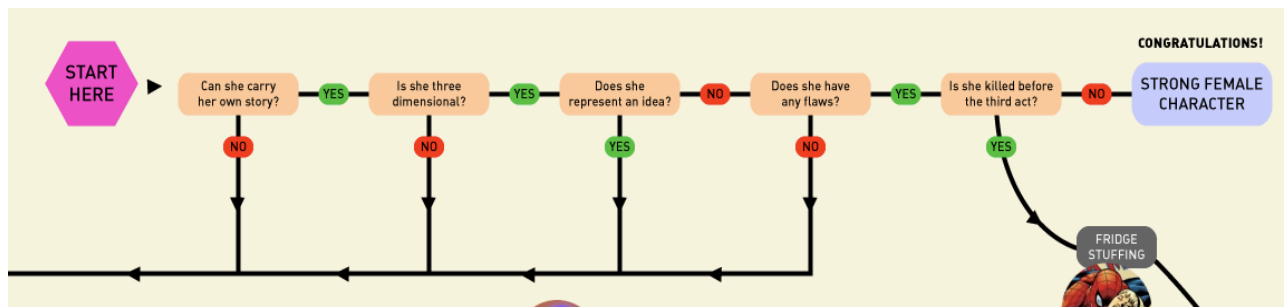 CONGRATULATIONS!
START
HERE
Can she carry
her own story?
YES
Is she three
dimensional?
YES
Does she
represent an idea?
NO
Does she have
any flaws?
YES
Is she killed before
the third act?
NO
STRONG FEMALE
CHARACTER
NO
NO
YES
NO
YES
FRIDGE
STUFFING